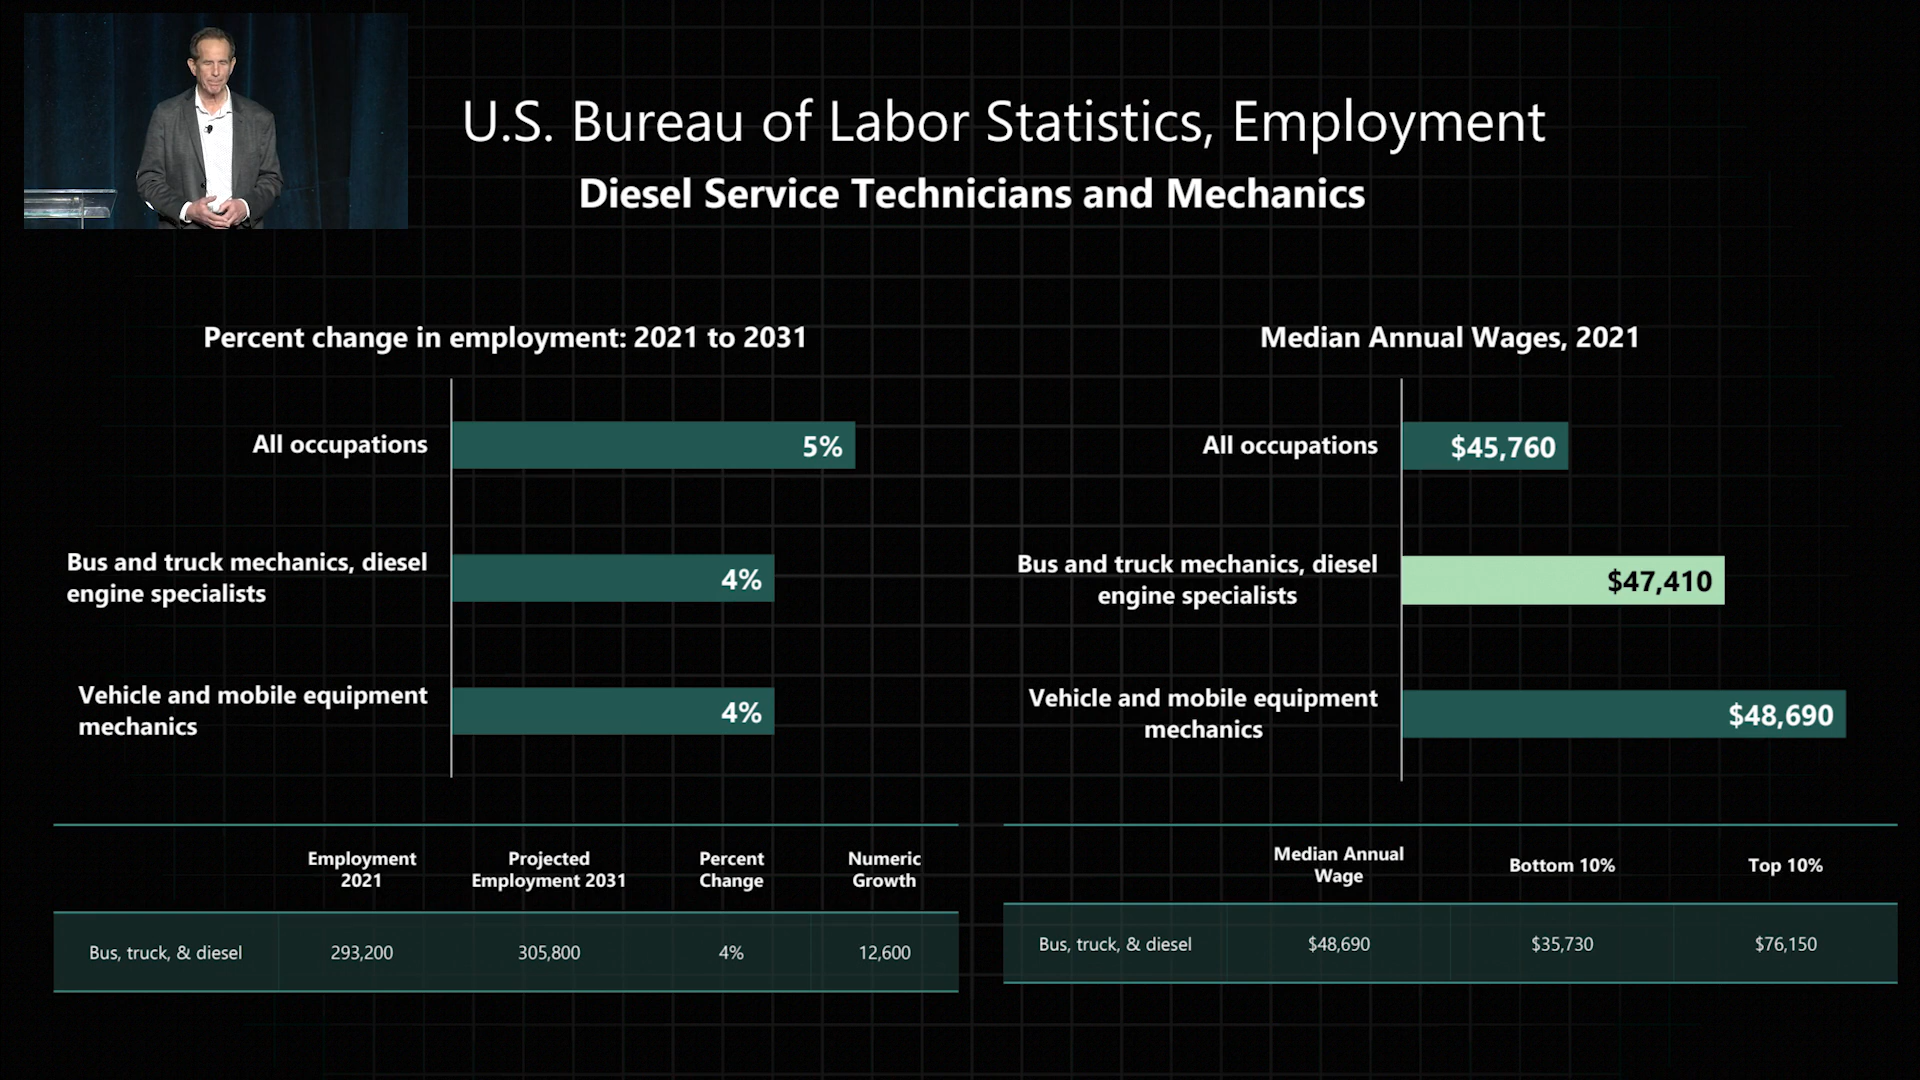 U.S. Bureau of Labor Statistics, Employment
Diesel Service Technicians and Mechanics
Percent change in employment: 2021 to 2031
All occupations
5%
Bus and truck mechanics, diesel
engine specialists
4%
Vehicle and mobile equipment
mechanics
4%
Median Annual Wages, 2021
All occupations
$45,760
Bus and truck mechanics, diesel
engine specialists
$47,410
Vehicle and mobile equipment
mechanics
$48,690
Employment
2021
Projected
Employment 2031
Percent
Change
Numeric
Growth
Bus, truck, & diesel
293,200
305,800
4%
12,600
Median Annual
Wage
Bottom 10%
Top 10%
Bus, truck, & diesel
$48,690
$35,730
$76,150